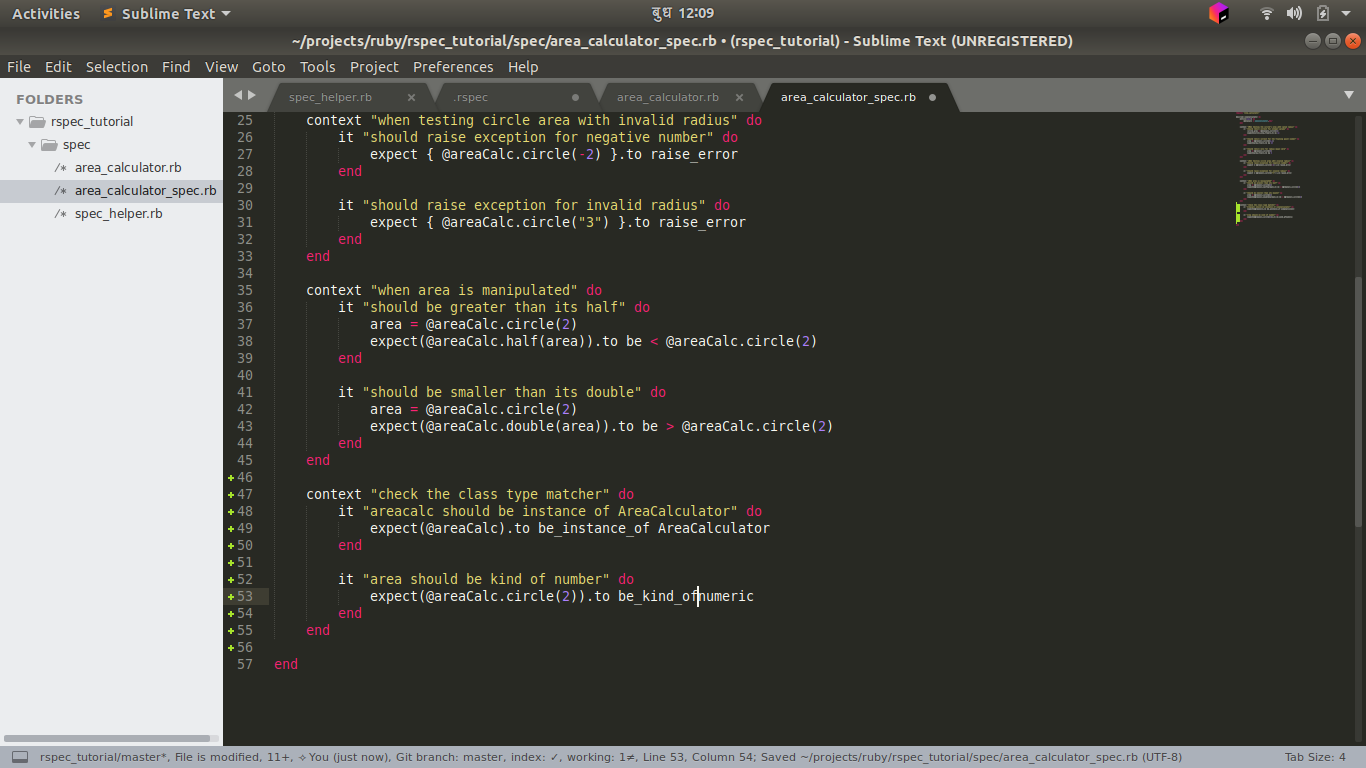 Activities Sublime Text बुध 12:09
~/projects/ruby/rspec_tutorial/spec/area_calculator_spec.rb • (rspec_tutorial) - Sublime Text (UNREGISTERED)
File Edit Selection Find View Goto Tools Project Preferences Help
FOLDERS
rspec_tutorial
spec
/* area_calculator.rb
/* area_calculator_spec.rb
/* spec_helper.rb
spec_helper.rb × .rspec area_calculator.rb × area_calculator_spec.rb
25 context "when testing circle area with invalid radius" do
26 it "should raise exception for negative number" do
27 expect { @areaCalc.circle(-2) }.to raise_error
28 end
29
30 it "should raise exception for invalid radius" do
31 expect { @areaCalc.circle("3") }.to raise_error
32 end
33 end
34
35 context "when area is manipulated" do
36 it "should be greater than its half" do
37 area = @areaCalc.circle(2)
38 expect(@areaCalc.half(area)).to be < @areaCalc.circle(2)
39 end
40
41 it "should be smaller than its double" do
42 area = @areaCalc.circle(2)
43 expect(@areaCalc.double(area)).to be > @areaCalc.circle(2)
44 end
45 end
46
47 context "check the class type matcher" do
48 it "areacalc should be instance of AreaCalculator" do
49 expect(@areaCalc).to be_instance_of AreaCalculator
50 end
51
52 it "area should be kind of number" do
53 expect(@areaCalc.circle(2)).to be_kind_ofnumeric
54 end
55 end
56
57 end
rspec_tutorial/master*, File is modified, 11+, ✧ You (just now), Git branch: master, index: ✓, working: 1≠, Line 53, Column 54; Saved ~/projects/ruby/rspec_tutorial/spec/area_calculator_spec.rb (UTF-8) Tab Size: 4